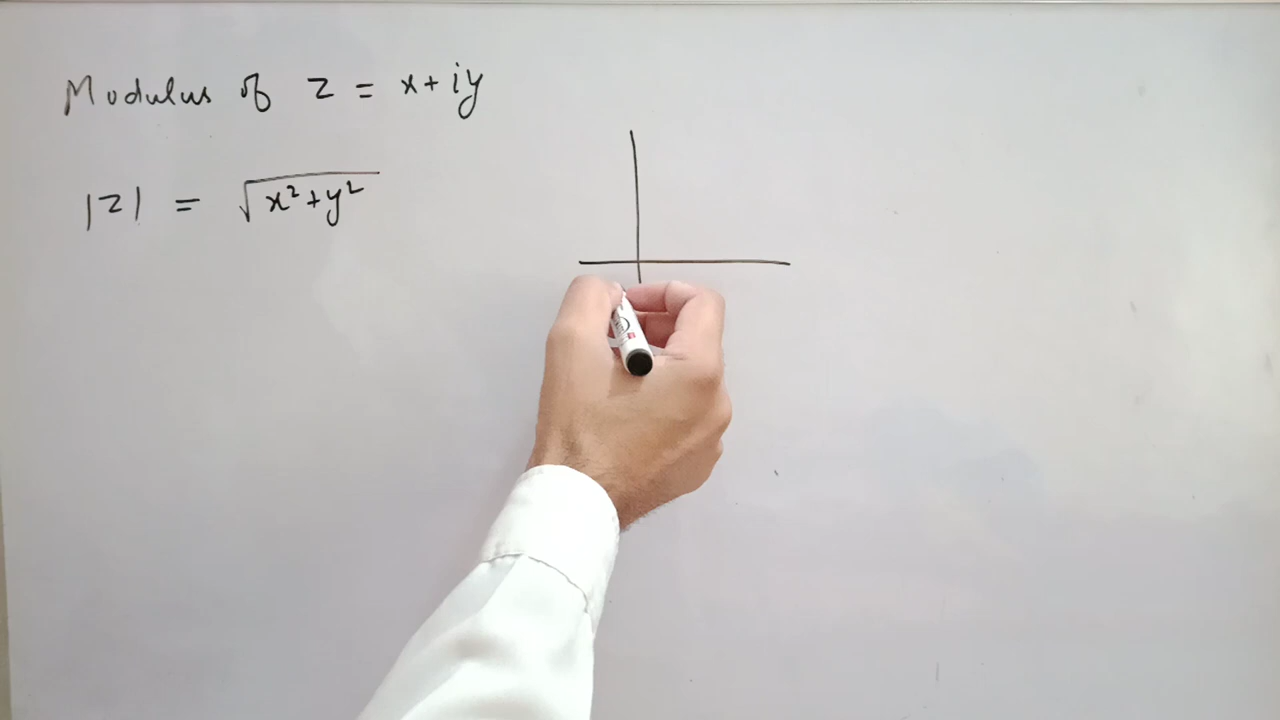 Modulus of z = x+iy
|z| = √x²+y²